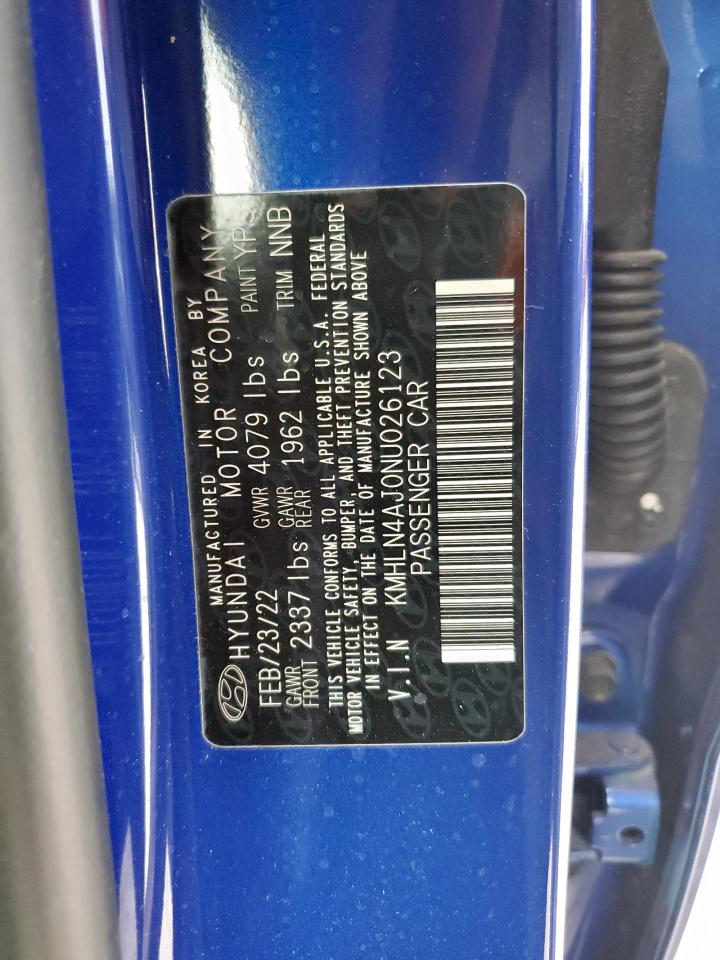 MANUFACTURED IN KOREA BY
HYUNDAI MOTOR COMPANY
FEB/23/22 GVWR 4079 lbs PAINT
GAWR FRONT 2337 lbs GAWR REAR 1962 lbs TRIM NNB
THIS VEHICLE CONFORMS TO ALL APPLICABLE U.S.A. FEDERAL
MOTOR VEHICLE SAFETY, BUMPER AND THEFT PREVENTION STANDARDS
IN EFFECT ON THE DATE OF MANUFACTURE SHOWN ABOVE
V.I.N KMHLN4AJ0NU026123
PASSENGER CAR